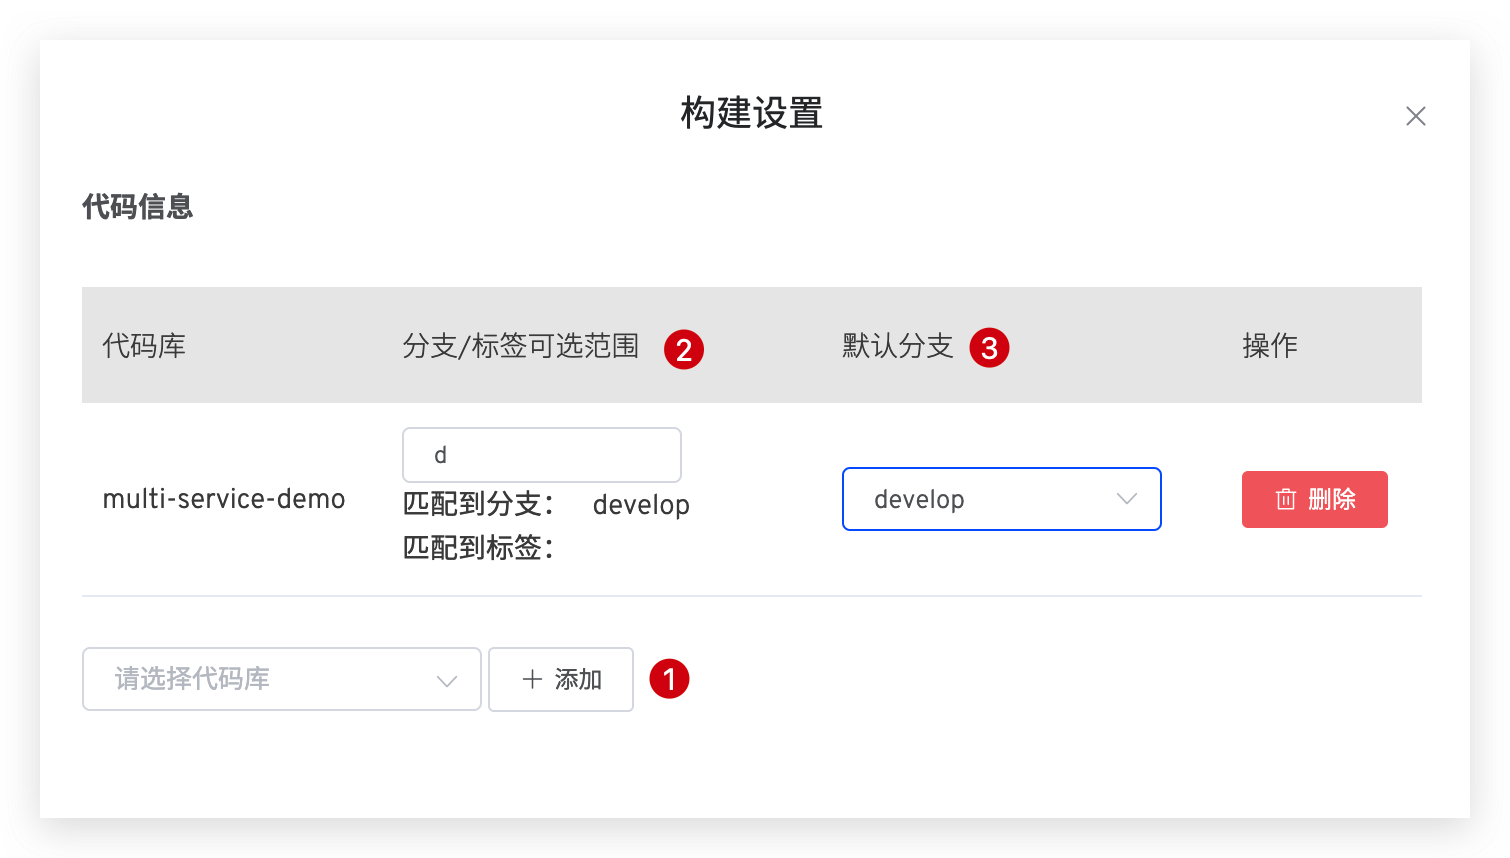 构建设置
代码信息
代码库 分支/标签可选范围 2 默认分支 3 操作
d
multi-service-demo 匹配到分支： develop develop 删除
匹配到标签：
请选择代码库 添加 1